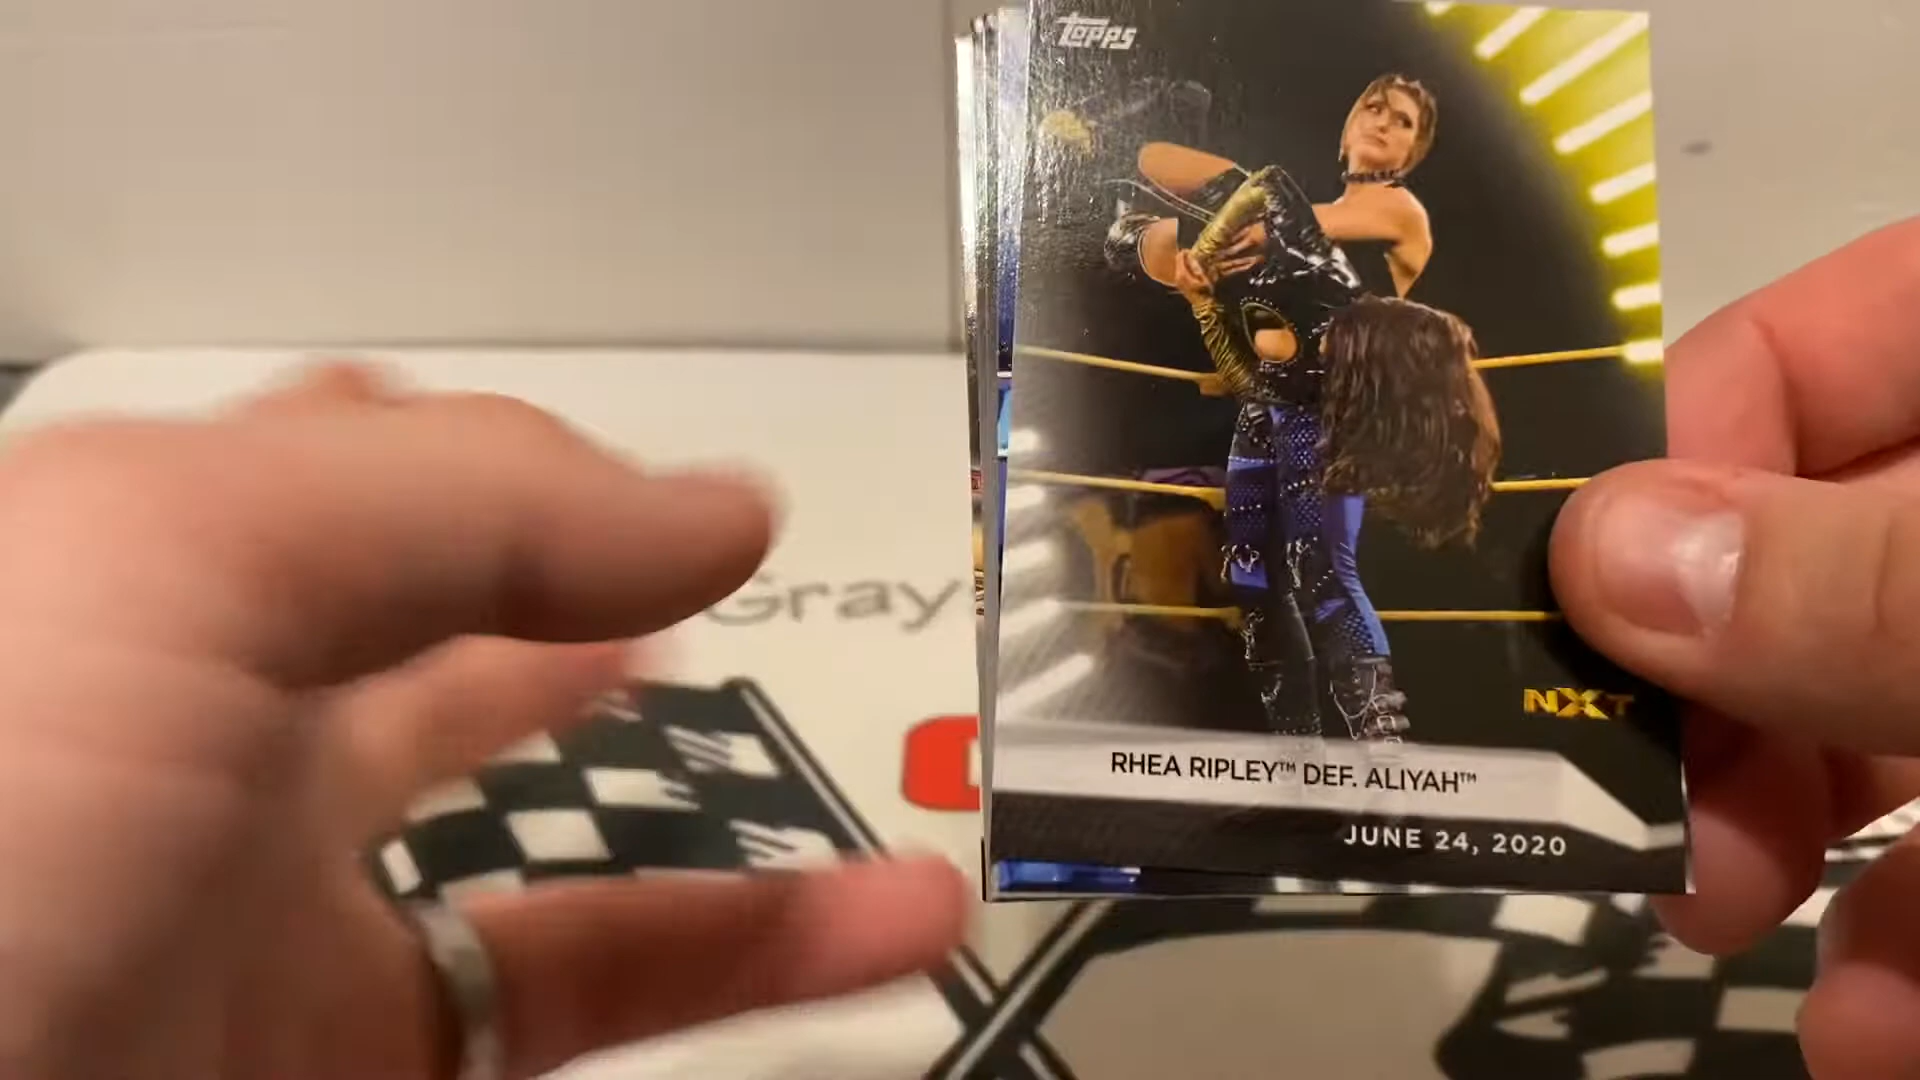 Topps
Gray
NXT
RHEA RIPLEY™ DEF. ALIYAH™
JUNE 24, 2020